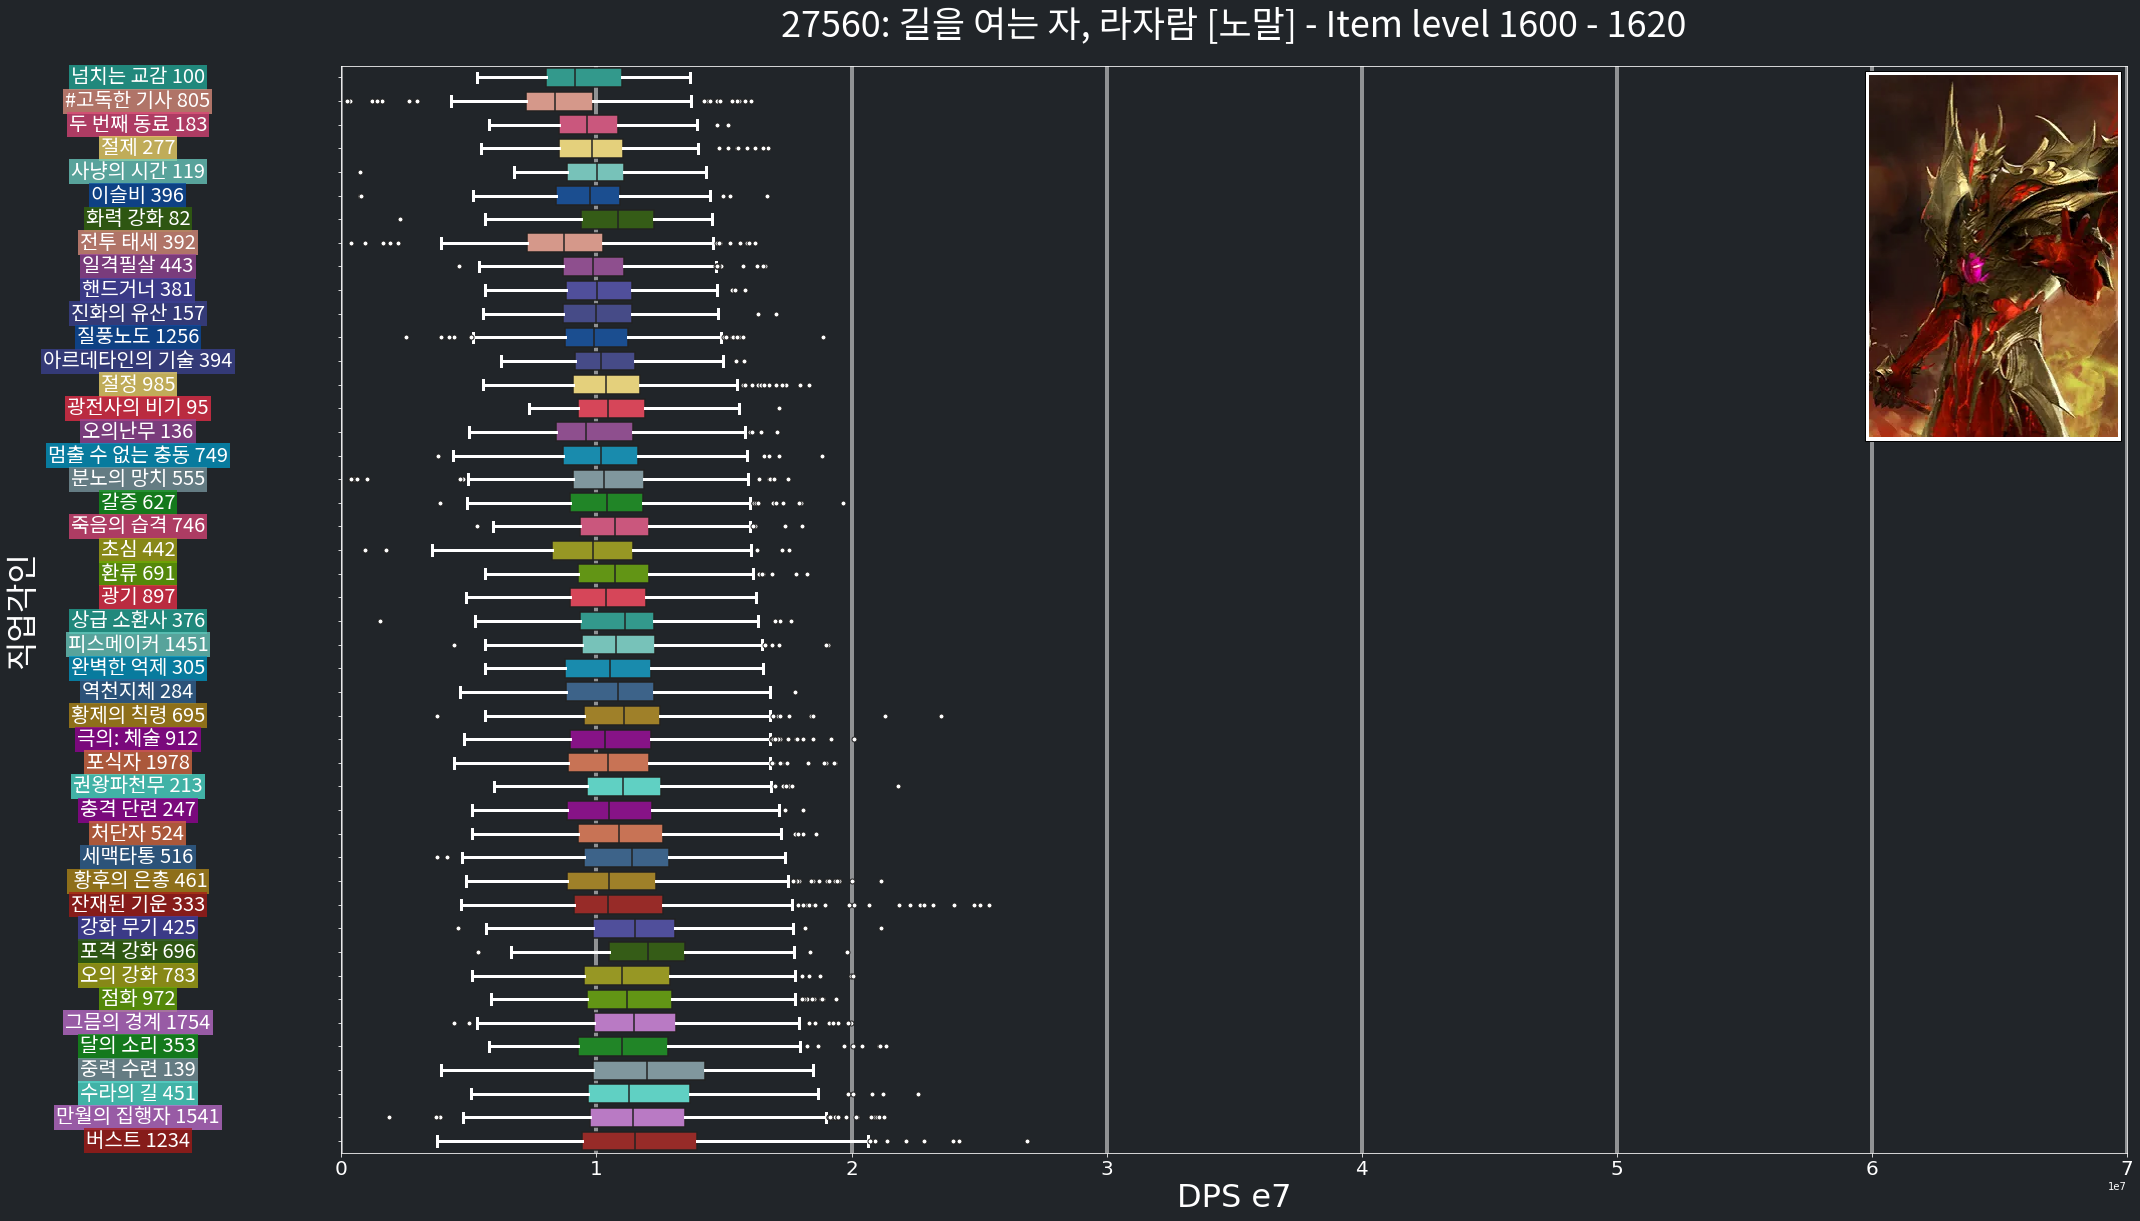 27560: 길을 여는 자, 라자람 [노말] - Item level 1600 - 1620
넘치는 교감 100
#고독한 기사 805
두 번째 동료 183
절제 277
사냥의 시간 119
이슬비 396
화력 강화 82
전투 태세 392
일격필살 443
핸드거너 381
진화의 유산 157
질풍노도 1256
아르데타인의 기술 394
절정 985
광전사의 비기 95
오의난무 136
멈출 수 없는 충동 749
분노의 망치 555
갈증 627
죽음의 습격 746
초심 442
환류 691
광기 897
상급 소환사 376
피스메이커 1451
완벽한 억제 305
역천지체 284
황제의 칙령 695
극의: 체술 912
포식자 1978
권왕파천무 213
충격 단련 247
처단자 524
세맥타통 516
황후의 은총 461
잔재된 기운 333
강화 무기 425
포격 강화 696
오의 강화 783
점화 972
그믐의 경계 1754
달의 소리 353
중력 수련 139
수라의 길 451
만월의 집행자 1541
버스트 1234
직업각인
0 1 2 3 4 5 6 7
1e7
DPS e7